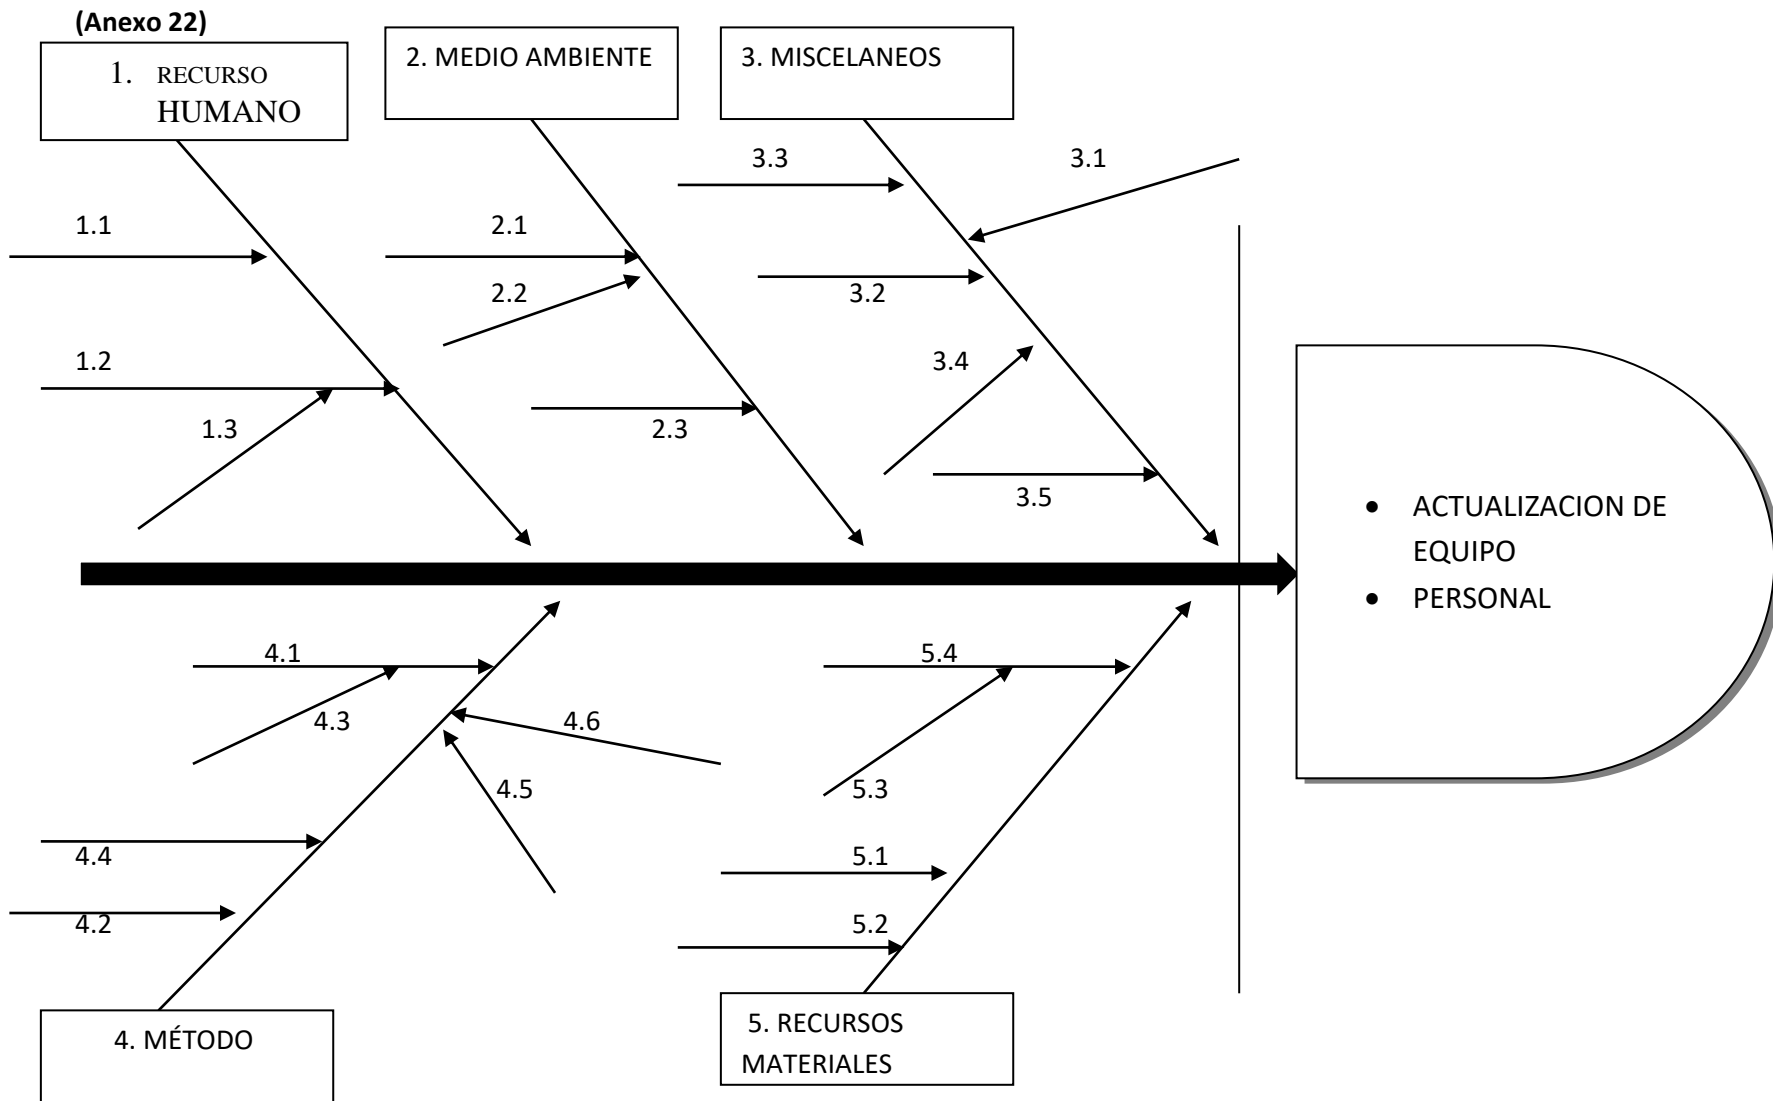 (Anexo 22)
1. RECURSO
HUMANO
2. MEDIO AMBIENTE
3. MISCELANEOS
3.3
3.1
1.1
2.1
2.2
3.2
1.2
3.4
1.3
2.3
3.5
• ACTUALIZACION DE
EQUIPO
• PERSONAL
4.1
5.4
4.3
4.6
4.5
5.3
4.4
5.1
4.2
5.2
4. MÉTODO
5. RECURSOS
MATERIALES